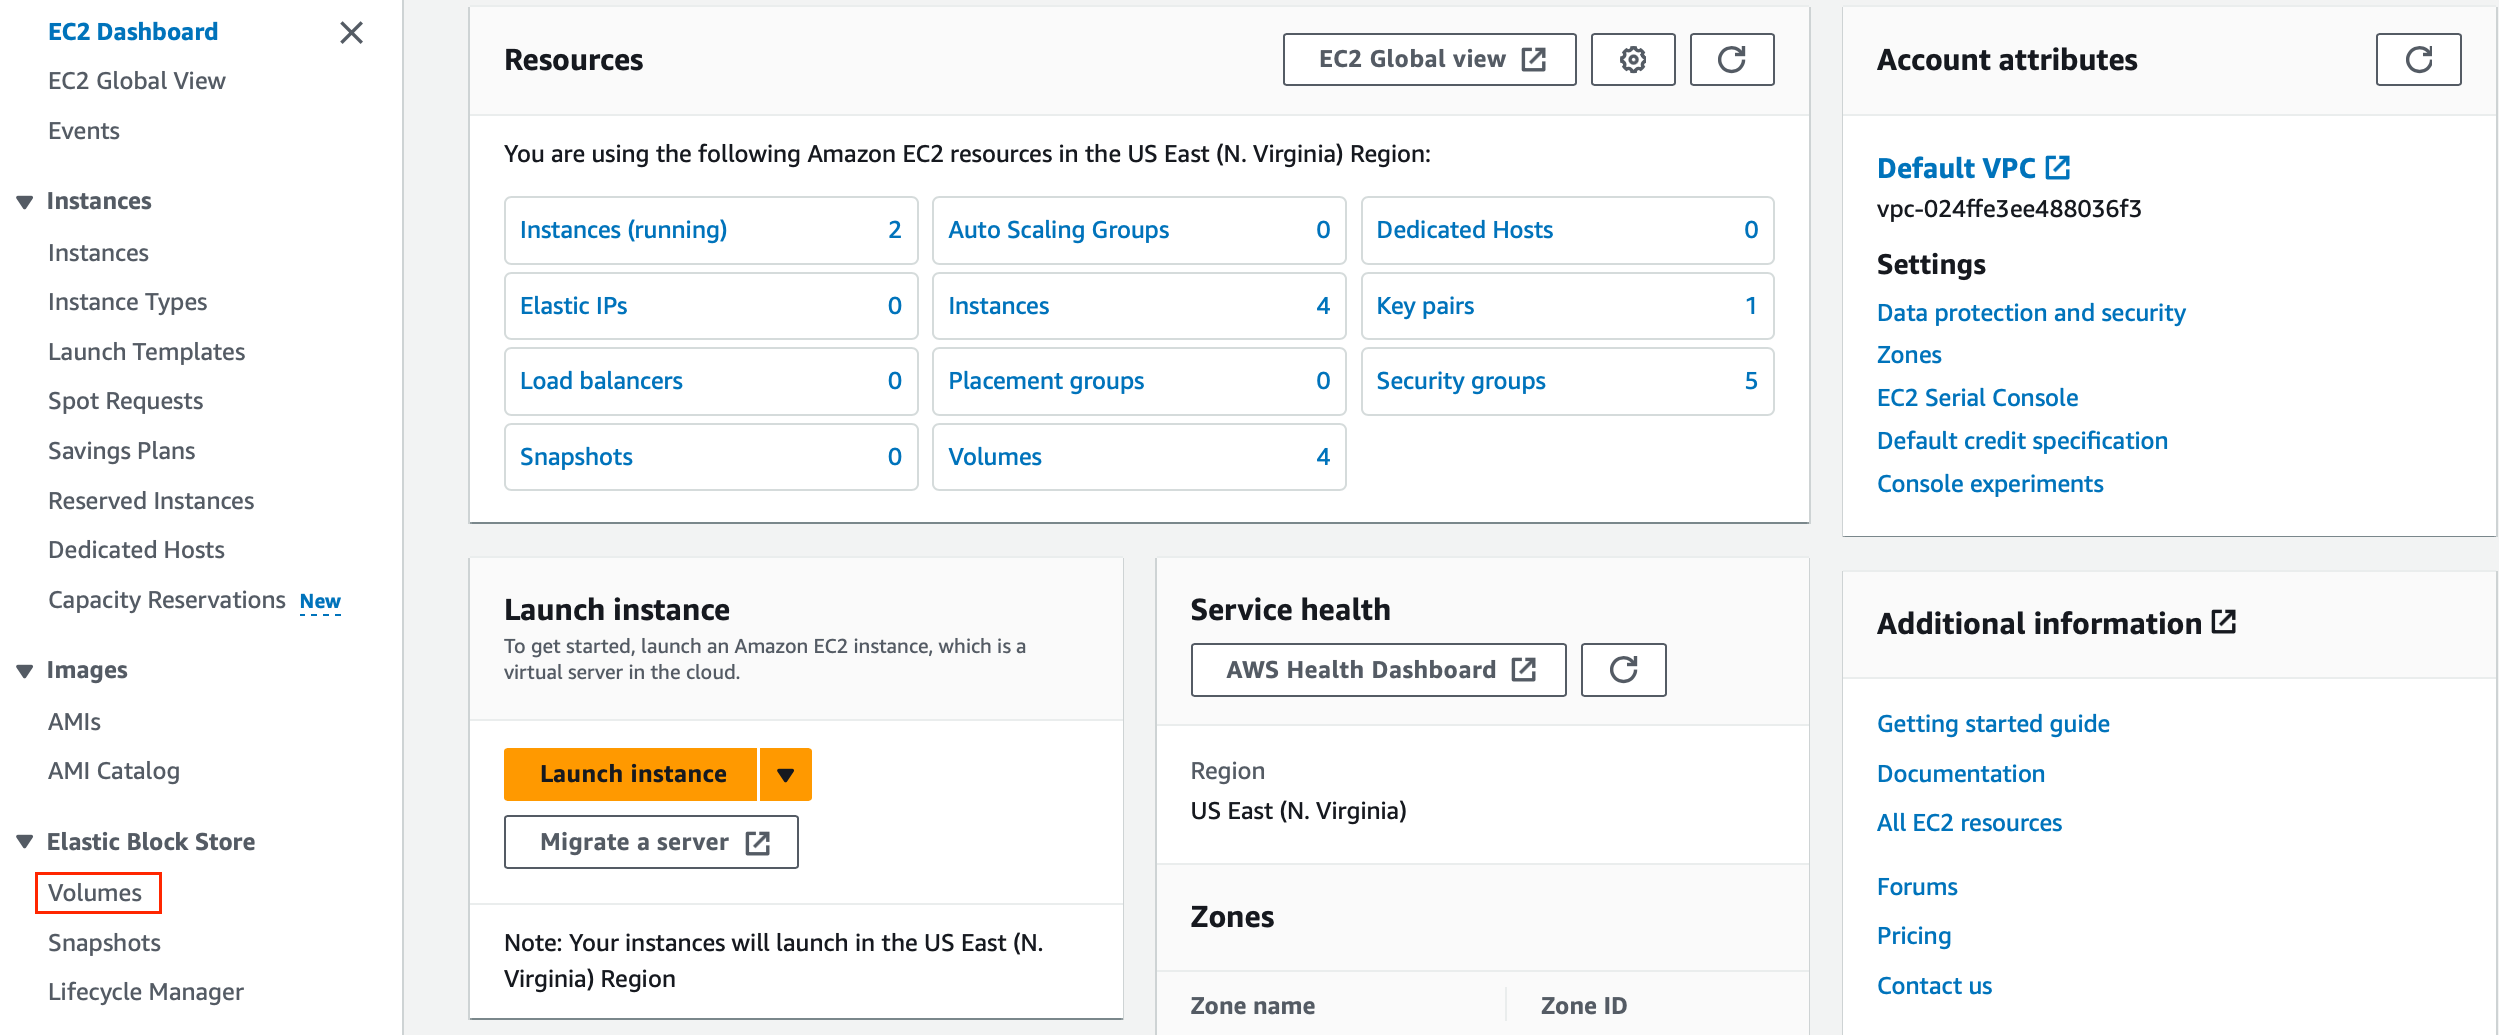 EC2 Dashboard
EC2 Global View
Events
Instances
Instances
Instance Types
Launch Templates
Spot Requests
Savings Plans
Reserved Instances
Dedicated Hosts
Capacity Reservations New
Images
AMIs
AMI Catalog
Elastic Block Store
Volumes
Snapshots
Lifecycle Manager
Resources
EC2 Global view
You are using the following Amazon EC2 resources in the US East (N. Virginia) Region:
Instances (running) 2
Auto Scaling Groups 0
Dedicated Hosts 0
Elastic IPs 0
Instances 4
Key pairs 1
Load balancers 0
Placement groups 0
Security groups 5
Snapshots 0
Volumes 4
Launch instance
To get started, launch an Amazon EC2 instance, which is a
virtual server in the cloud.
Launch instance
Migrate a server
Note: Your instances will launch in the US East (N.
Virginia) Region
Service health
AWS Health Dashboard
Region
US East (N. Virginia)
Zones
Zone name Zone ID
Account attributes
Default VPC
vpc-024ffe3ee488036f3
Settings
Data protection and security
Zones
EC2 Serial Console
Default credit specification
Console experiments
Additional information
Getting started guide
Documentation
All EC2 resources
Forums
Pricing
Contact us